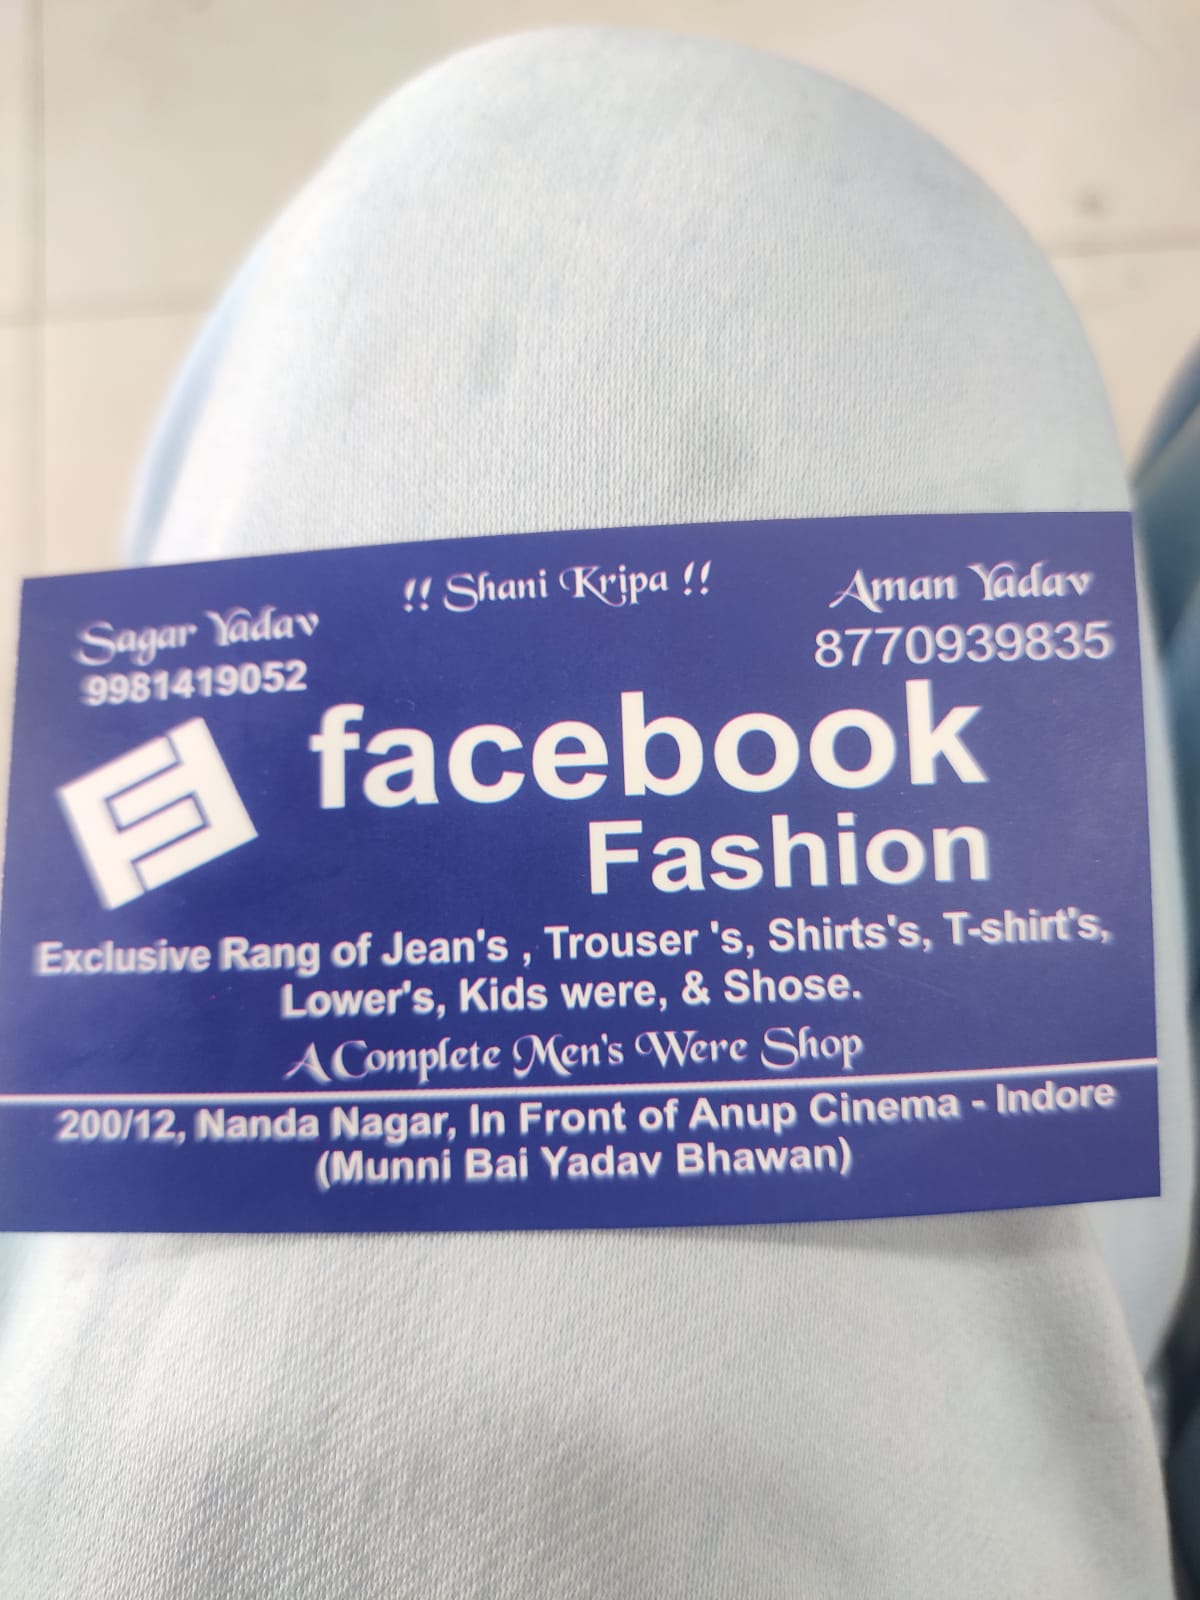 !! Shani Kripa !!
Sagar Yadav
9981419052
Aman Yadav
8770939835
facebook
Fashion
Exclusive Rang of Jean's , Trouser 's, Shirts's, T-shirt's,
Lower's, Kids were, & Shose.
A Complete Men's Were Shop
200/12, Nanda Nagar, In Front of Anup Cinema - Indore
(Munni Bai Yadav Bhawan)